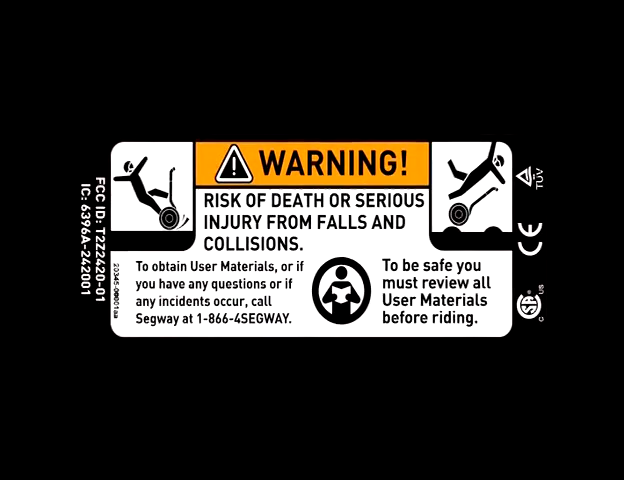 WARNING!
RISK OF DEATH OR SERIOUS
INJURY FROM FALLS AND
COLLISIONS.
To obtain User Materials, or if
you have any questions or if
any incidents occur, call
Segway at 1-866-4SEGWAY.
To be safe you
must review all
User Materials
before riding.
FCC ID: T2Z2420-01
IC: 6396A-242001
20345-00001aa
TÜV
CE
C SP® US